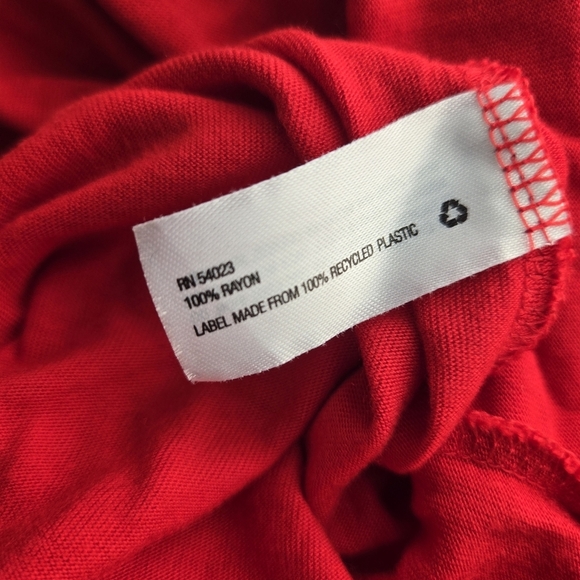 RN 54023
100% RAYON
LABEL MADE FROM 100% RECYCLED PLASTIC